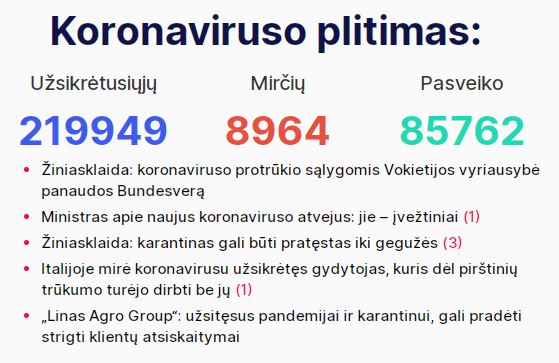 Koronaviruso plitimas:
Užsikrėtusiųjų Mirčių Pasveiko
219949 8964 85762
• Žiniasklaida: koronaviruso protrūkio sąlygomis Vokietijos vyriausybė
panaudos Bundesverą
• Ministras apie naujus koronaviruso atvejus: jie – įvežtiniai (1)
• Žiniasklaida: karantinas gali būti pratęstas iki gegužės (3)
• Italijoje mirė koronavirusu užsikrėtęs gydytojas, kuris dėl pirštinių
trūkumo turėjo dirbti be jų (1)
• „Linas Agro Group“: užsitęsus pandemijai ir karantinui, gali pradėti
strigti klientų atsiskaitymai